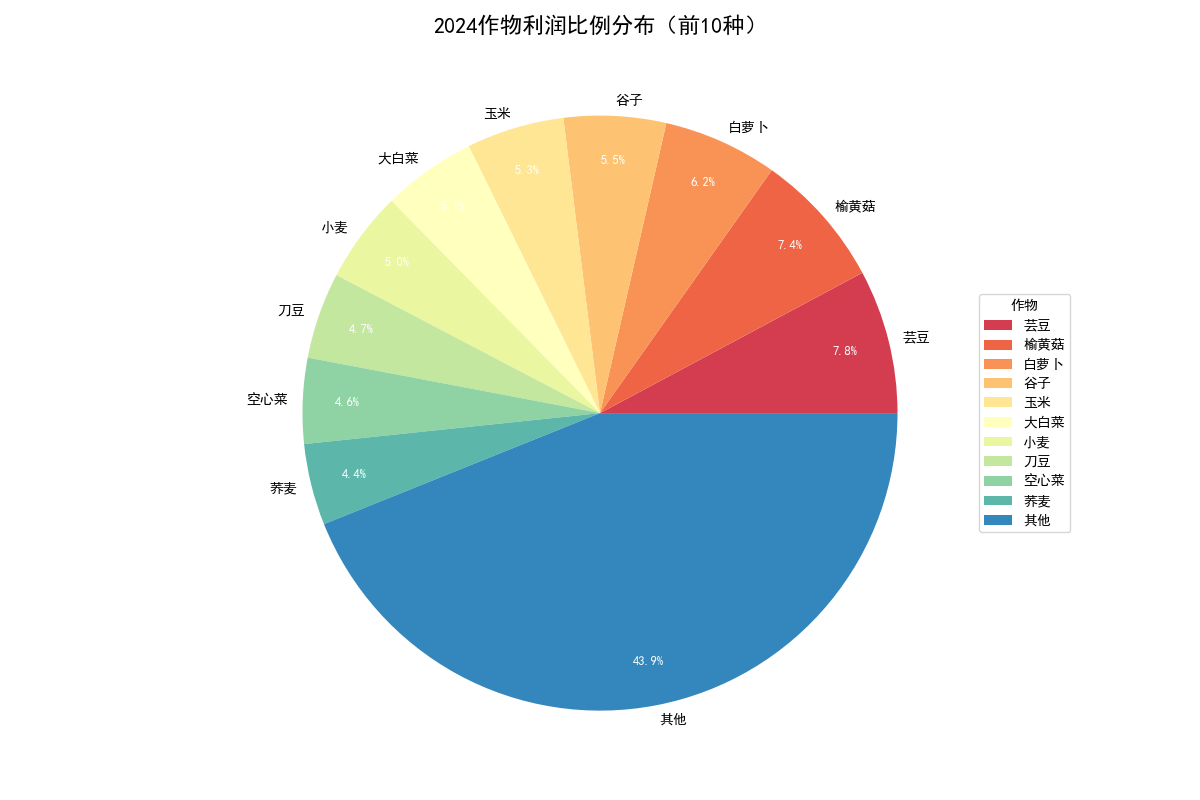 2024作物利润比例分布（前10种）
谷子
玉米
白萝卜
大白菜
榆黄菇
小麦
刀豆
芸豆
空心菜
荞麦
其他
5.5%
5.3%
6.2%
7.4%
5.0%
4.7%
7.8%
4.6%
4.4%
43.9%
作物
芸豆
榆黄菇
白萝卜
谷子
玉米
大白菜
小麦
刀豆
空心菜
荞麦
其他